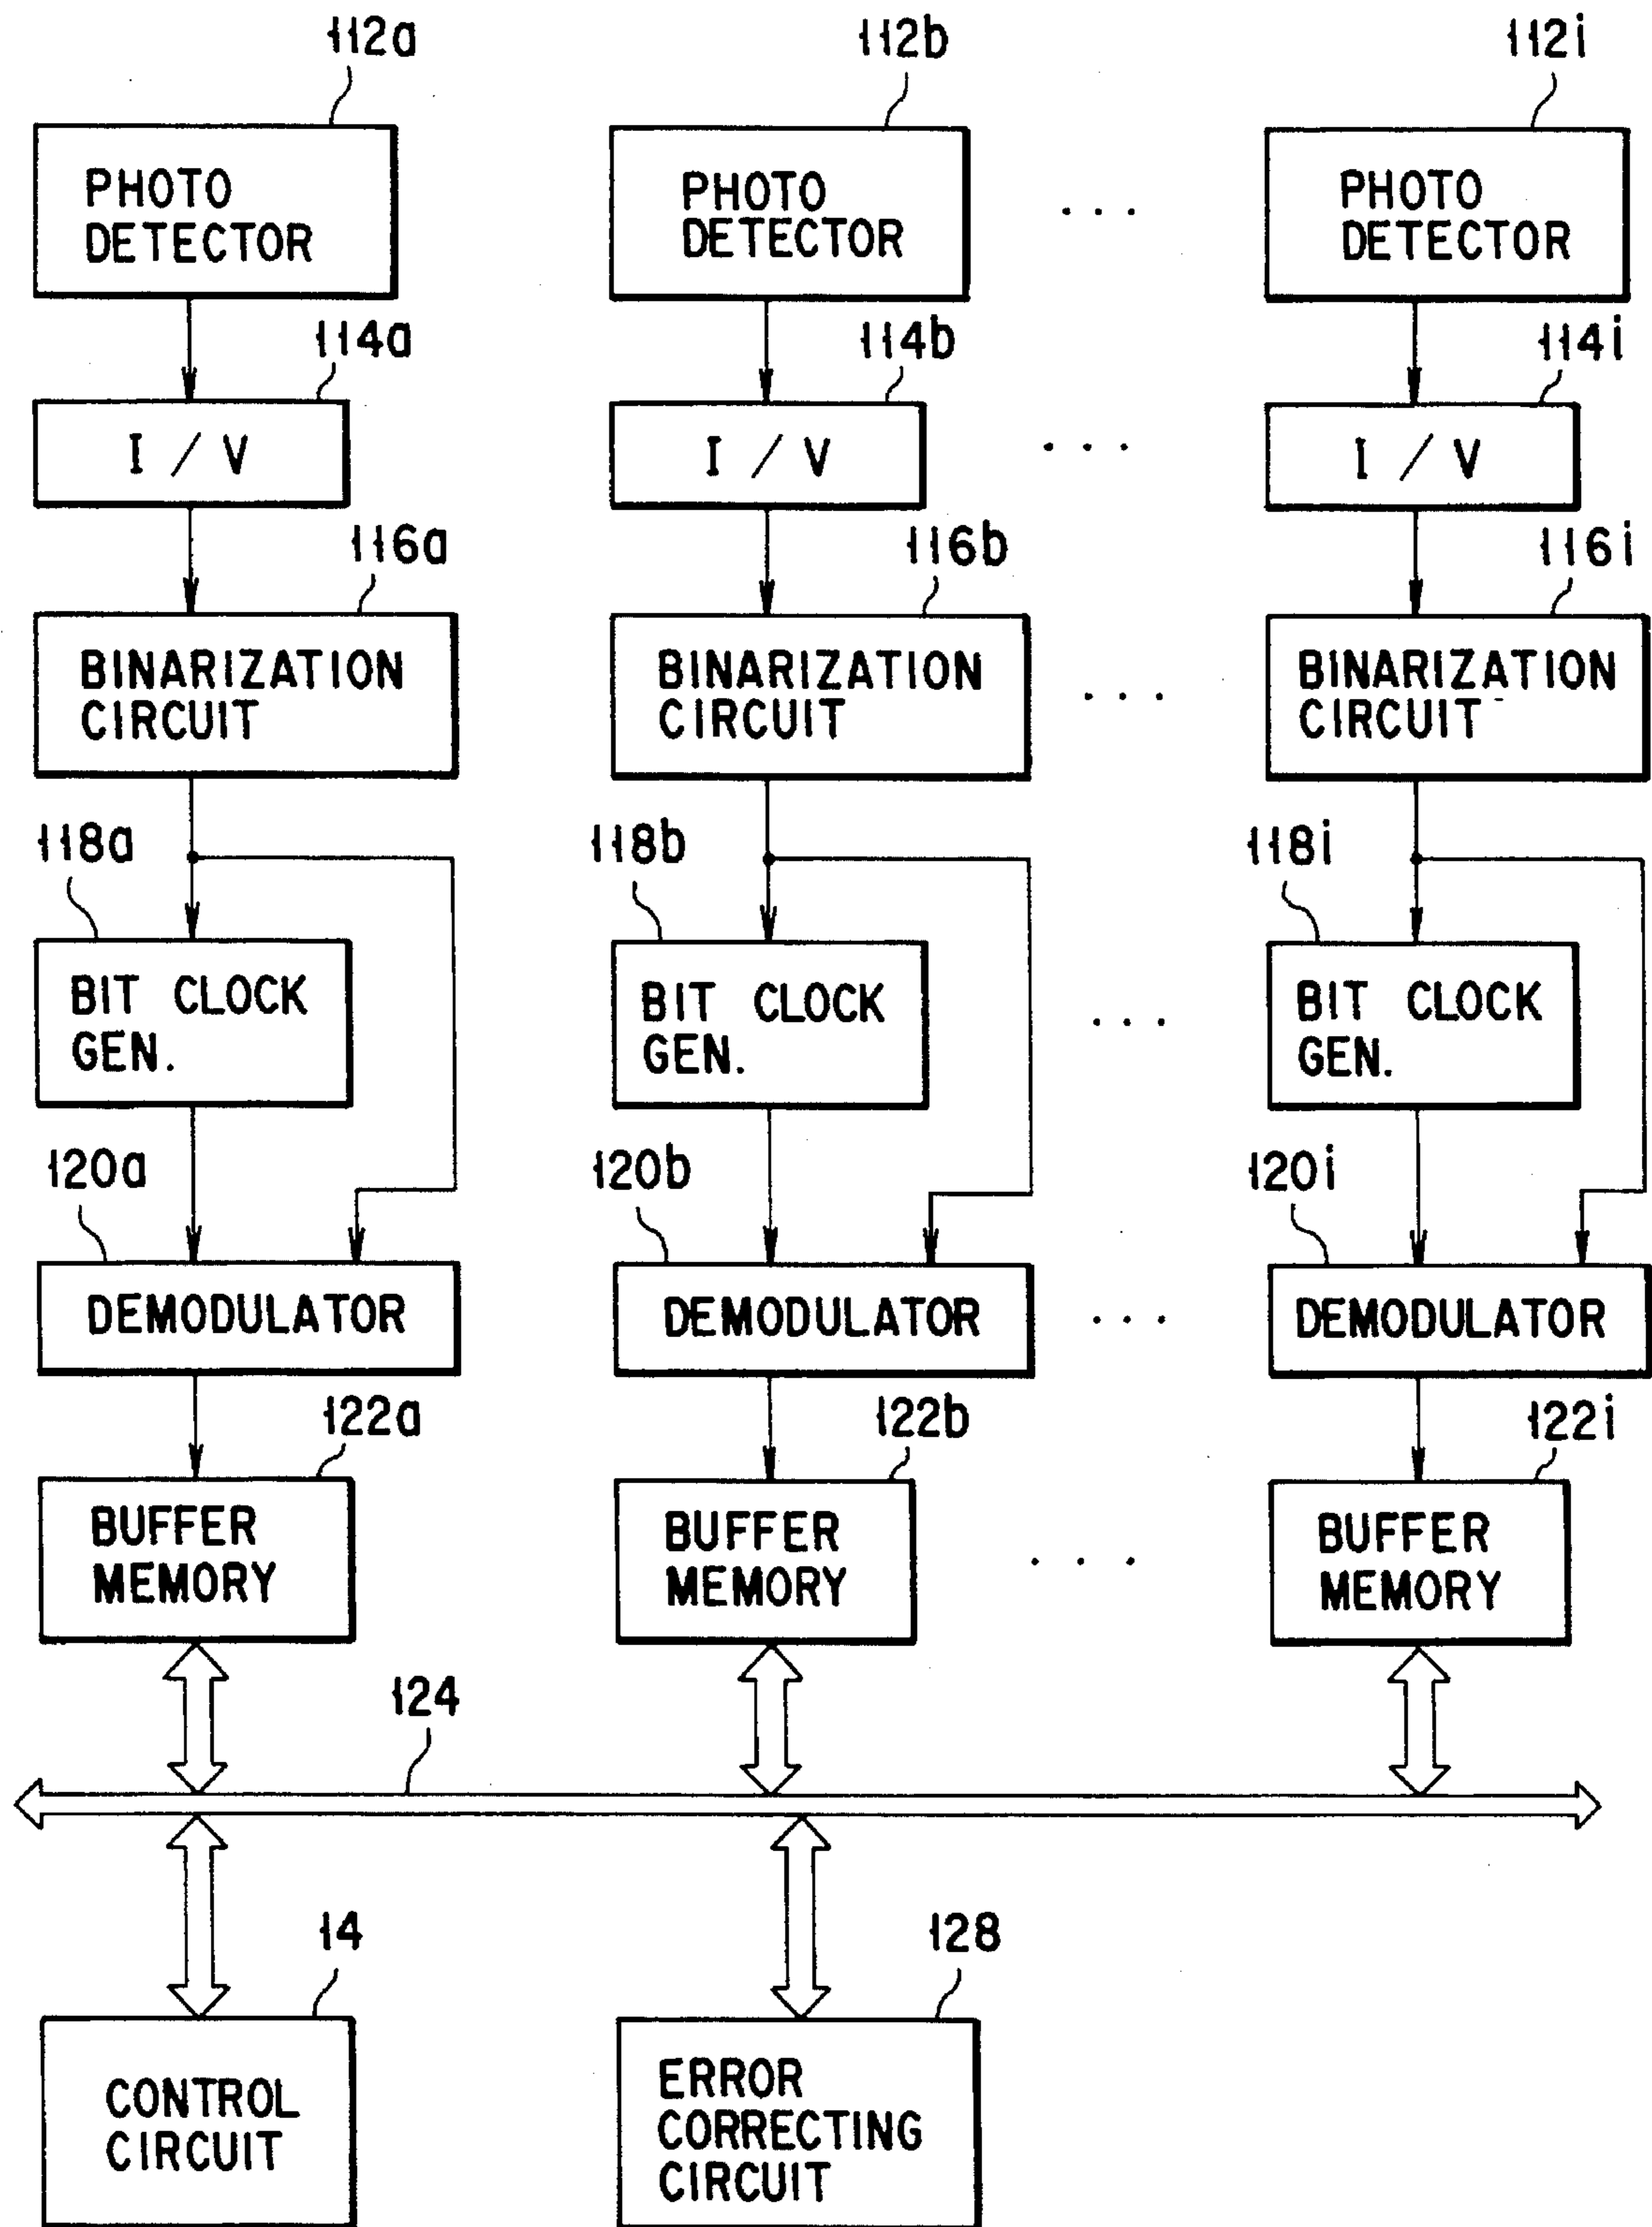 112a 112b 112i
PHOTO DETECTOR PHOTO DETECTOR ... PHOTO DETECTOR
114a 114b 114i
I / V I / V ... I / V
116a 116b 116i
BINARIZATION CIRCUIT BINARIZATION CIRCUIT ... BINARIZATION CIRCUIT
118a 118b 118i
BIT CLOCK GEN. BIT CLOCK GEN. ... BIT CLOCK GEN.
120a 120b 120i
DEMODULATOR DEMODULATOR ... DEMODULATOR
122a 122b 122i
BUFFER MEMORY BUFFER MEMORY ... BUFFER MEMORY
124
14 128
CONTROL CIRCUIT ERROR CORRECTING CIRCUIT